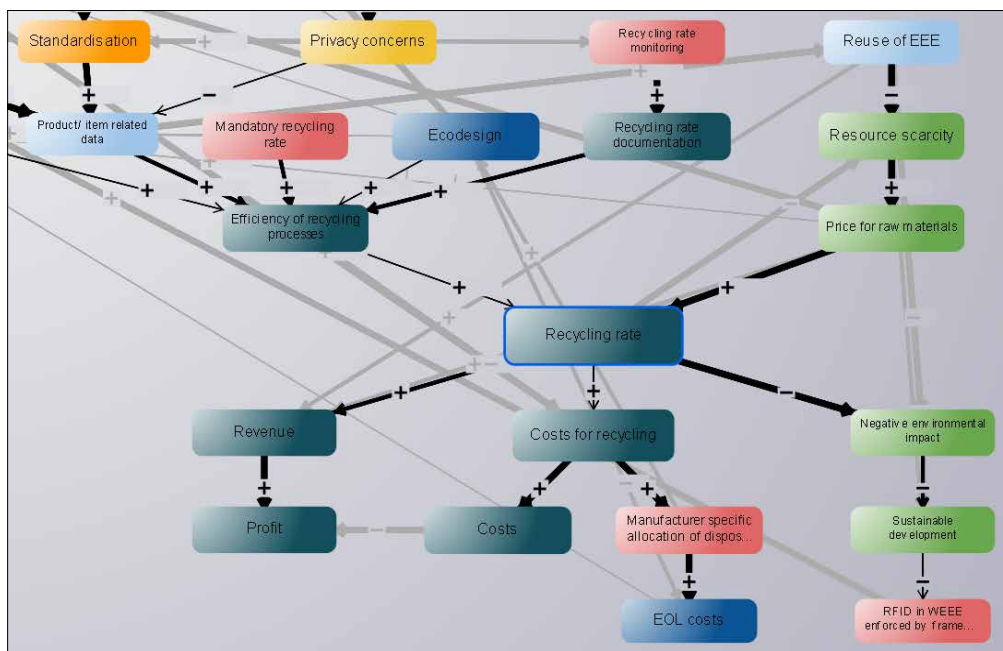 Standardisation
Privacy concerns
Recycling rate
monitoring
Reuse of EEE
Product/ item related
data
Mandatory recycling
rate
Ecodesign
Recycling rate
documentation
Resource scarcity
Efficiency of recycling
processes
Price for raw materials
Recycling rate
Revenue
Costs for recycling
Negative environmental
impact
Profit
Costs
Manufacturer specific
allocation of dispos...
Sustainable
development
EOL costs
RFID in WEEE
enforced by frame...